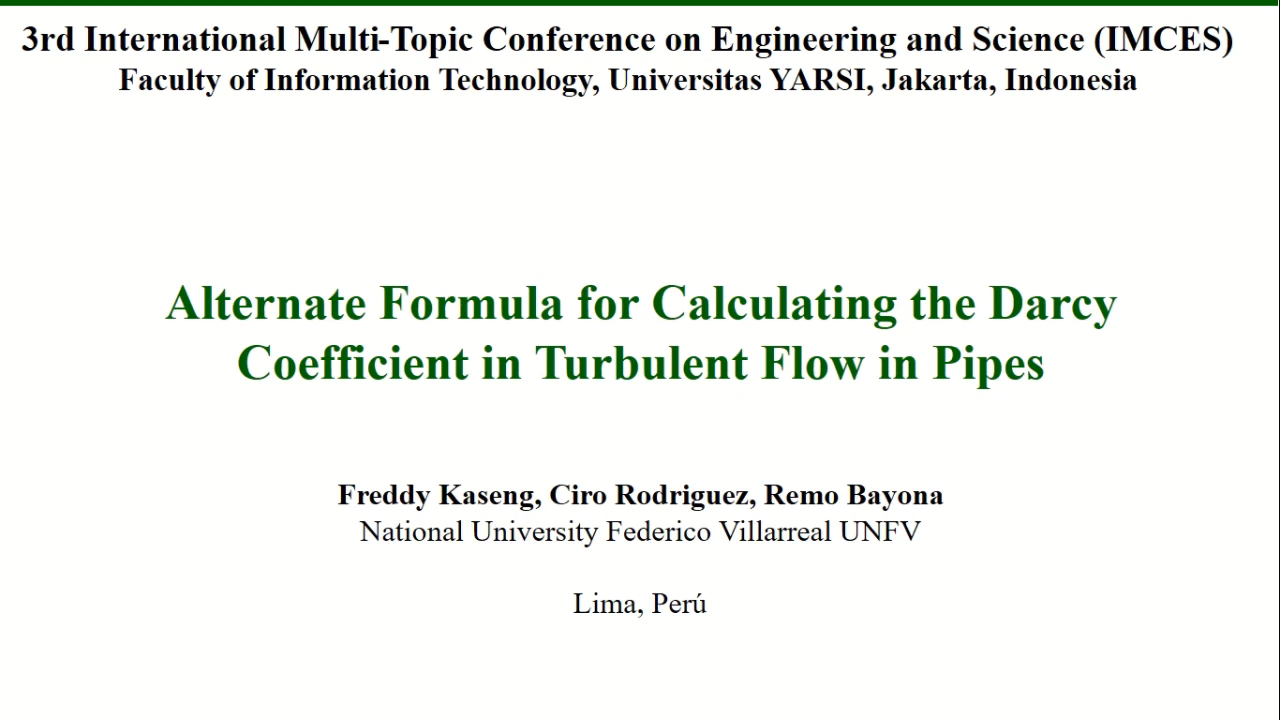 3rd International Multi-Topic Conference on Engineering and Science (IMCES)
Faculty of Information Technology, Universitas YARSI, Jakarta, Indonesia
Alternate Formula for Calculating the Darcy
Coefficient in Turbulent Flow in Pipes
Freddy Kaseng, Ciro Rodriguez, Remo Bayona
National University Federico Villarreal UNFV
Lima, Perú